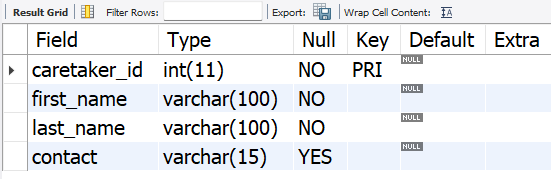 Result Grid Filter Rows: Export: Wrap Cell Content:
Field Type Null Key Default Extra
caretaker_id int(11) NO PRI NULL
first_name varchar(100) NO NULL
last_name varchar(100) NO NULL
contact varchar(15) YES NULL